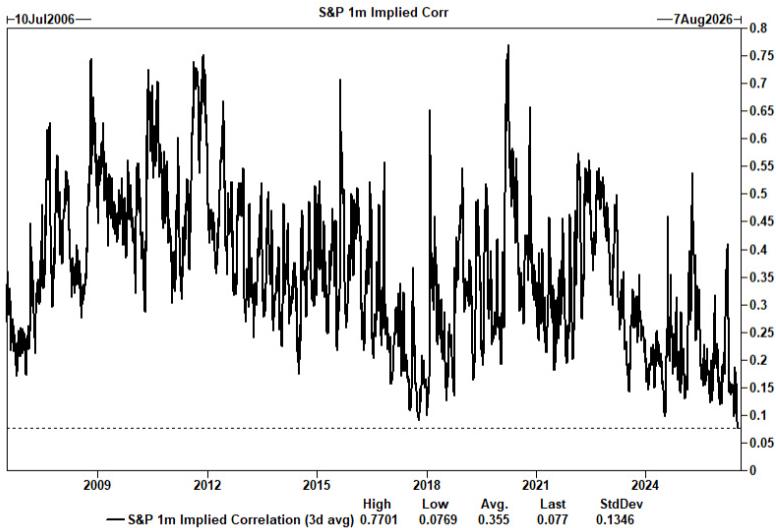 S&P 1m Implied Corr
10Jul2006
7Aug2026
0.8
0.75
0.7
0.65
0.6
0.55
0.5
0.45
0.4
0.35
0.3
0.25
0.2
0.15
0.1
0.05
0
2009 2012 2015 2018 2021 2024
High Low Avg. Last StdDev
S&P 1m Implied Correlation (3d avg) 0.7701 0.0769 0.355 0.077 0.1346